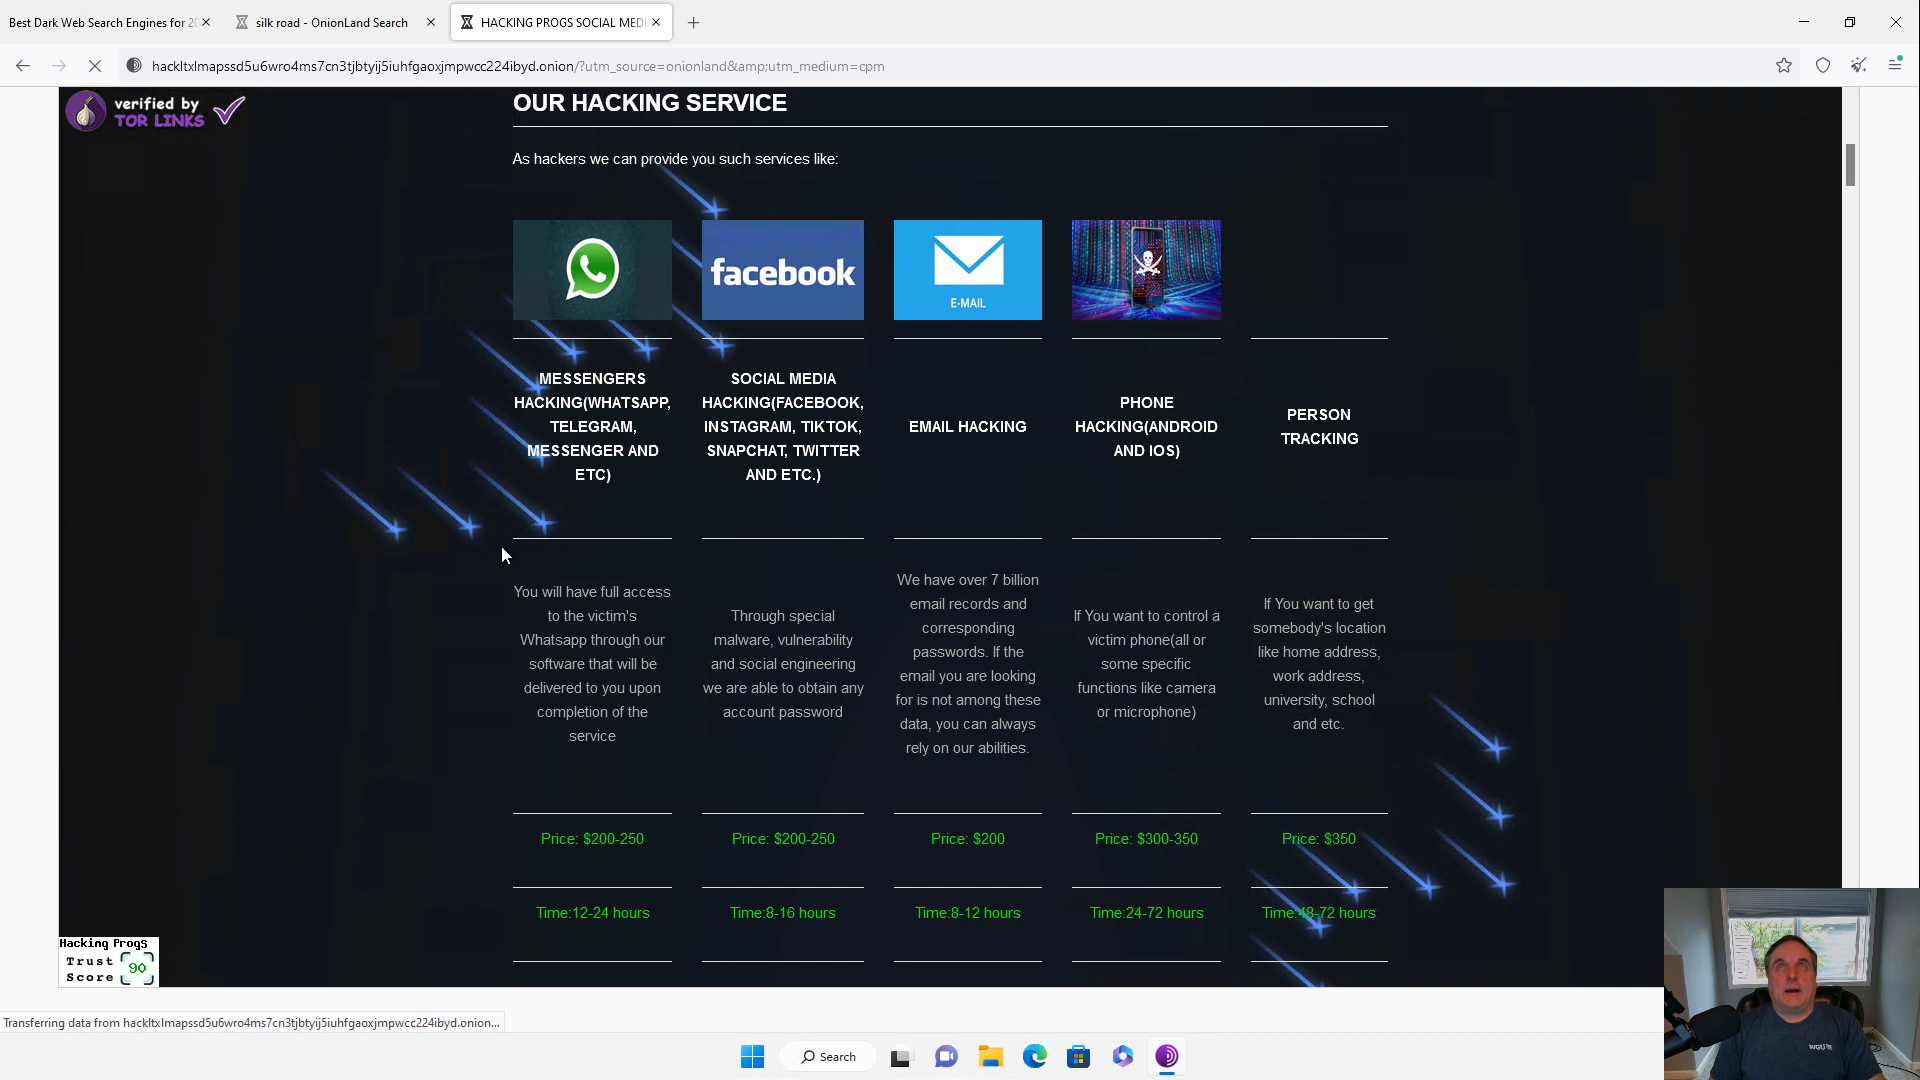 Best Dark Web Search Engines for 20
silk road - OnionLand Search
HACKING PROGS SOCIAL MEDI
hackltxlmapssd5u6wro4ms7cn3tjbtyij5iuhfgaoxjmpwcc224ibyd.onion/?utm_source=onionland&amp;utm_medium=cpm
verified by
TOR LINKS
OUR HACKING SERVICE
As hackers we can provide you such services like:
facebook
E-MAIL
MESSENGERS
HACKING(WHATSAPP,
TELEGRAM,
MESSENGER AND
ETC)
SOCIAL MEDIA
HACKING(FACEBOOK,
INSTAGRAM, TIKTOK,
SNAPCHAT, TWITTER
AND ETC.)
EMAIL HACKING
PHONE
HACKING(ANDROID
AND IOS)
PERSON
TRACKING
You will have full access
to the victim's
Whatsapp through our
software that will be
delivered to you upon
completion of the
service
Through special
malware, vulnerability
and social engineering
we are able to obtain any
account password
We have over 7 billion
email records and
corresponding
passwords. If the
email you are looking
for is not among these
data, you can always
rely on our abilities.
If You want to control a
victim phone(all or
some specific
functions like camera
or microphone)
If You want to get
somebody's location
like home address,
work address,
university, school
and etc.
Price: $200-250
Price: $200-250
Price: $200
Price: $300-350
Price: $350
Time:12-24 hours
Time:8-16 hours
Time:8-12 hours
Time:24-72 hours
Time:48-72 hours
Hacking Progs
Trust
Score
90
Transferring data from hackltxlmapssd5u6wro4ms7cn3tjbtyij5iuhfgaoxjmpwcc224ibyd.onion...
Search